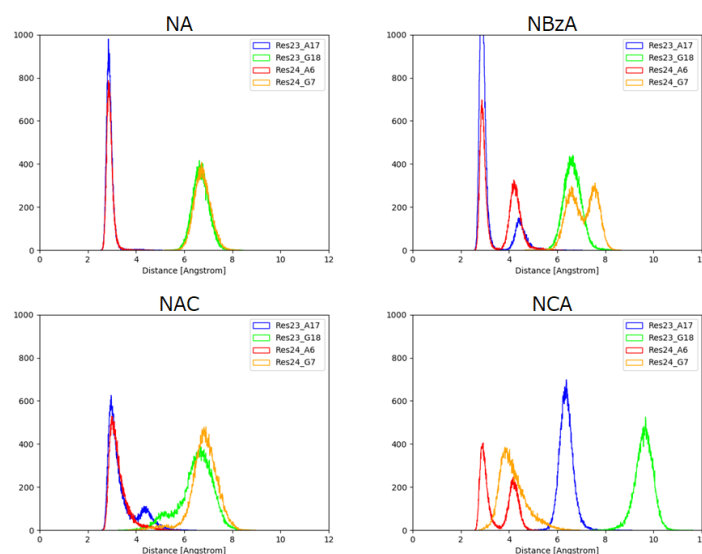 NA
1000
800
600
400
200
0
Res23_A17
Res23_G18
Res24_A6
Res24_G7
0 2 4 6 8 10 12
Distance [Angstrom]
NBzA
1000
800
600
400
200
0
Res23_A17
Res23_G18
Res24_A6
Res24_G7
0 2 4 6 8 10 12
Distance [Angstrom]
NAC
1000
800
600
400
200
0
Res23_A17
Res23_G18
Res24_A6
Res24_G7
0 2 4 6 8 10 12
Distance [Angstrom]
NCA
1000
800
600
400
200
0
Res23_A17
Res23_G18
Res24_A6
Res24_G7
0 2 4 6 8 10 12
Distance [Angstrom]